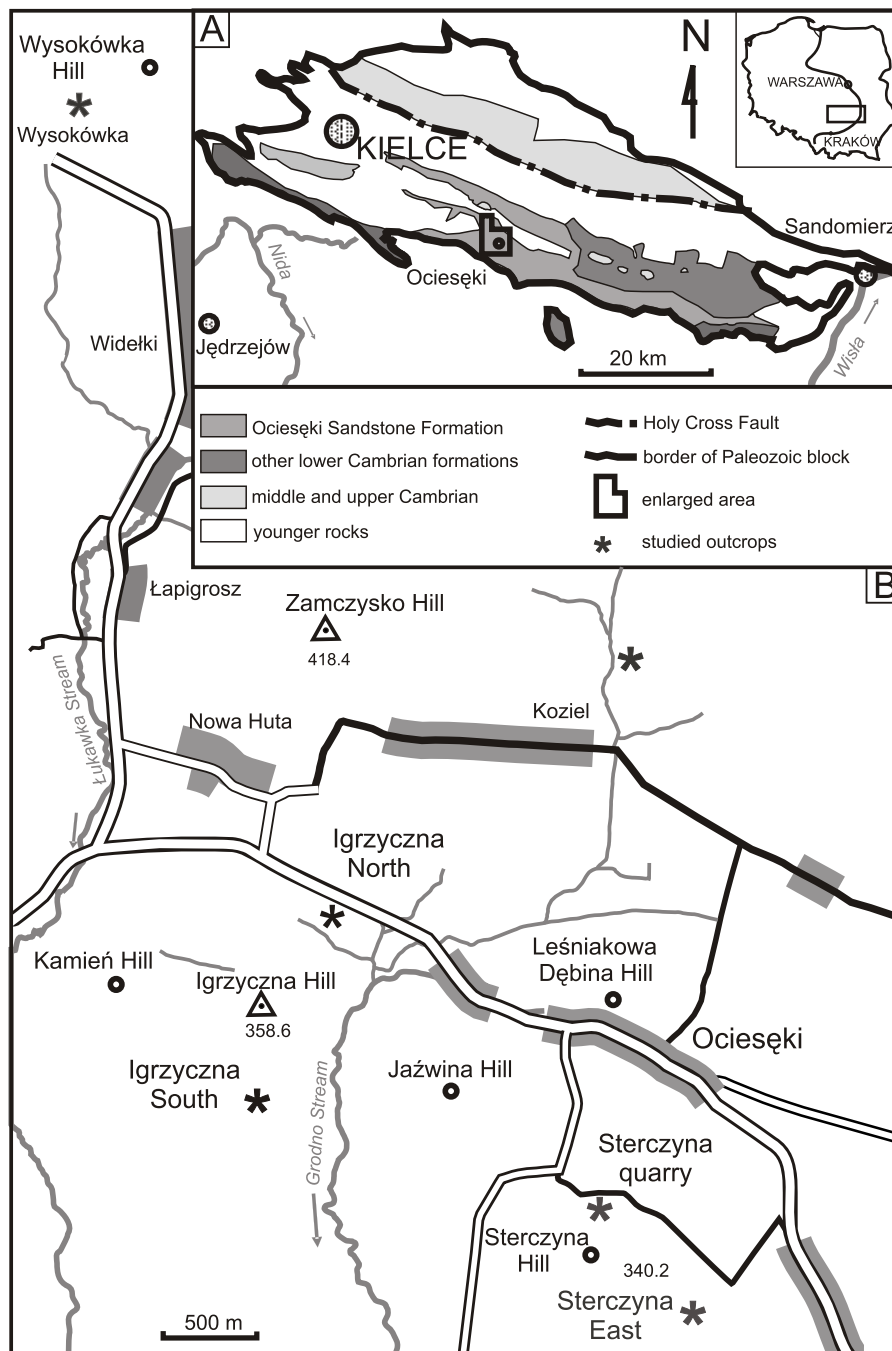 Wysokówka
Hill
Wysokówka
A
N
WARSZAWA
KRAKÓW
KIELCE
Sandomierz
Nida
Ociesęki
Widełki
Jędrzejów
20 km
Wisła
Ociesęki Sandstone Formation
other lower Cambrian formations
middle and upper Cambrian
younger rocks
Holy Cross Fault
border of Paleozoic block
enlarged area
studied outcrops
B
Łapigrosz
Zamczysko Hill
418.4
Łukawka Stream
Nowa Huta
Koziel
Igrzyczna
North
Kamień Hill
Igrzyczna Hill
358.6
Leśniakowa
Dębina Hill
Ociesęki
Igrzyczna
South
Jaźwina Hill
Grodno Stream
Sterczyna
quarry
Sterczyna
Hill
340.2
Sterczyna
East
500 m